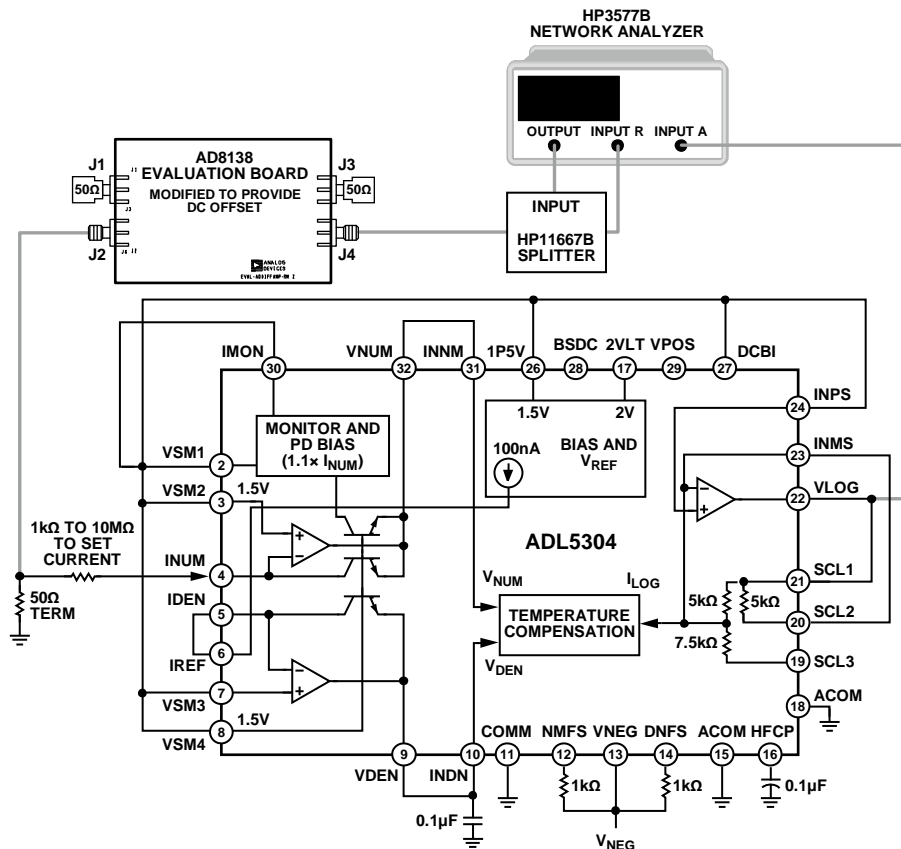 HP3577B
NETWORK ANALYZER
OUTPUT
INPUT R
INPUT A
AD8138
EVALUATION BOARD
MODIFIED TO PROVIDE
DC OFFSET
J1
50Ω
J2
J3
50Ω
J4
J1
J3
J2
ANALOG
DEVICES
INPUT
HP11667B
SPLITTER
IMON
30
VNUM
32
INNM
31
1P5V
26
BSDC
28
2VLT
17
VPOS
29
DCBI
27
INPS
24
INMS
23
VLOG
22
SCL1
21
SCL2
20
SCL3
19
ACOM
18
MONITOR AND
PD BIAS
(1.1× INUM)
1.5V
2V
100nA
BIAS AND
VREF
VSM1
2
VSM2
3
1.5V
1kΩ TO 10MΩ
TO SET
CURRENT
INUM
4
50Ω
TERM
IDEN
5
IREF
6
VSM3
7
VSM4
8
1.5V
+
−
−
+
−
+
ADL5304
VNUM
ILOG
TEMPERATURE
COMPENSATION
VDEN
5kΩ
5kΩ
7.5kΩ
VDEN
9
INDN
10
COMM
11
NMFS
12
VNEG
13
DNFS
14
ACOM
15
HFCP
16
0.1µF
1kΩ
1kΩ
0.1µF
VNEG